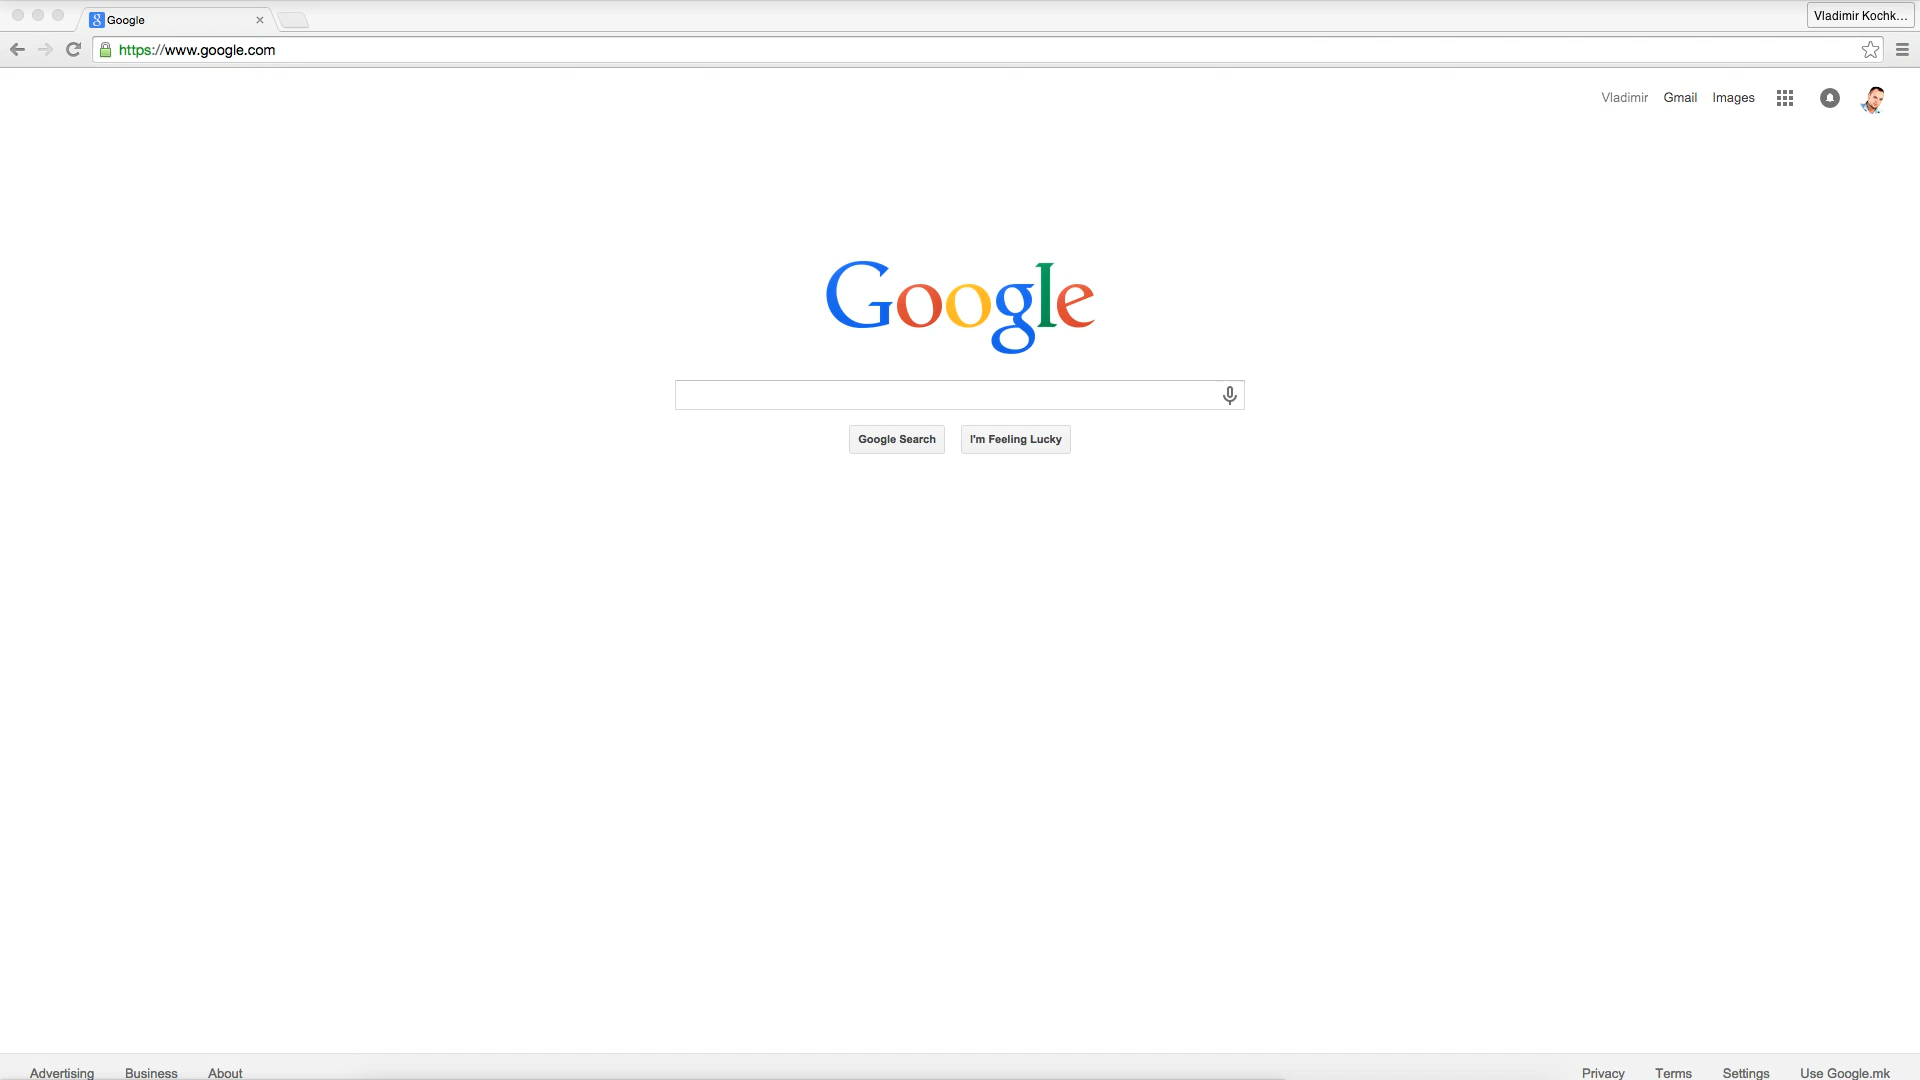 Google
Vladimir Kochk...
https://www.google.com
Vladimir Gmail Images
Google
Google Search I'm Feeling Lucky
Advertising Business About Privacy Terms Settings Use Google.mk